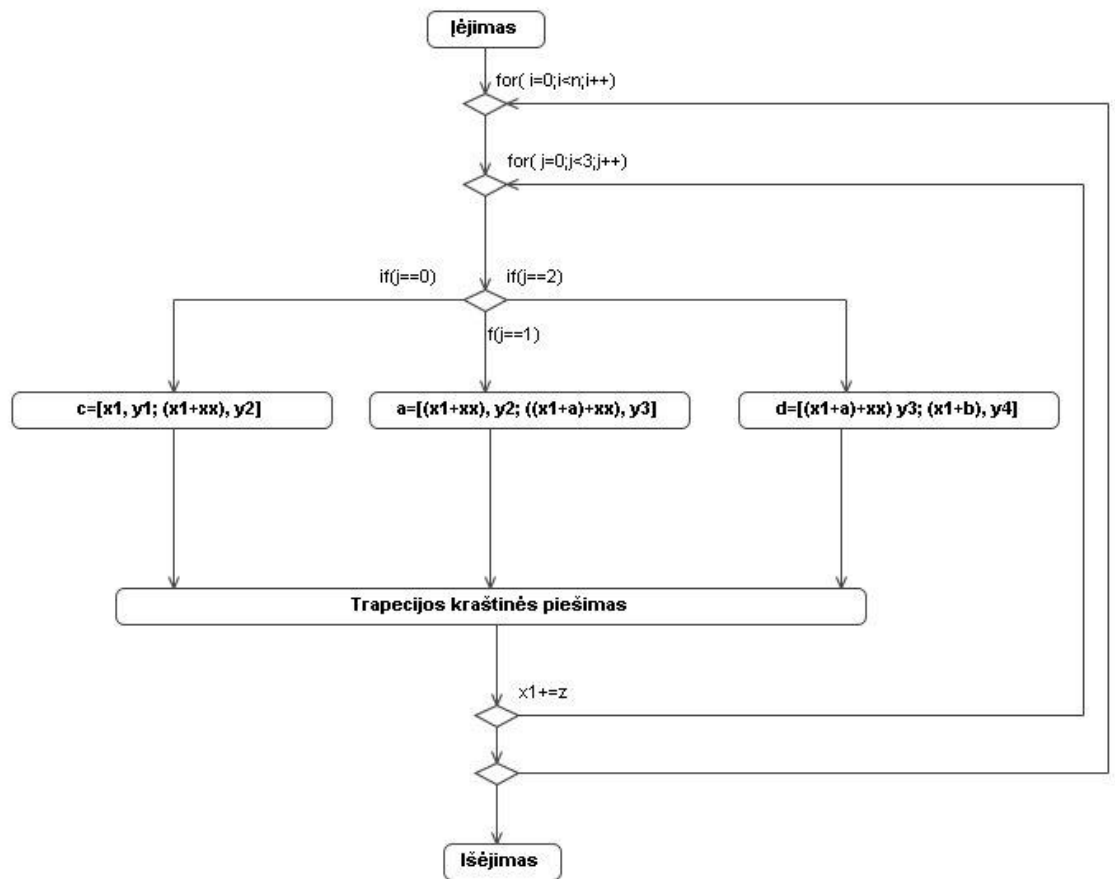 Įėjimas
for( i=0;i<n;i++)
for( j=0;j<3;j++)
if(j==0)
if(j==2)
f(j==1)
c=[x1, y1; (x1+xx), y2]
a=[(x1+xx), y2; ((x1+a)+xx), y3]
d=[(x1+a)+xx) y3; (x1+b), y4]
Trapecijos kraštinės piešimas
x1+=z
Išėjimas